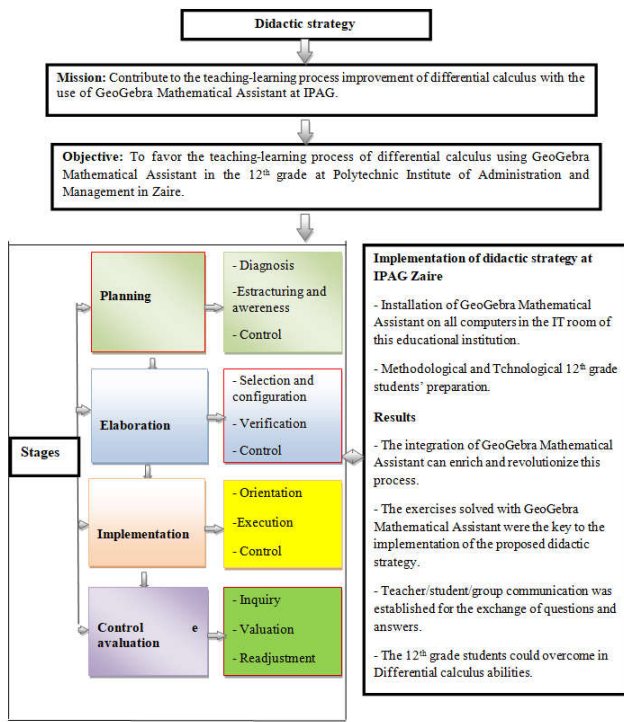 Didactic strategy
Mission: Contribute to the teaching-learning process improvement of differential calculus with the
use of GeoGebra Mathematical Assistant at IPAG.
Objective: To favor the teaching-learning process of differential calculus using GeoGebra
Mathematical Assistant in the 12th grade at Polytechnic Institute of Administration and
Management in Zaire.
Stages
Planning
- Diagnosis
-Estracturing and
awereness
- Control
Elaboration
- Selection and
configuration
- Verification
- Control
Implementation
- Orientation
-Execution
- Control
Control e
avaluation
- Inquiry
- Valuation
- Readjustment
Implementation of didactic strategy at
IPAG Zaire
- Installation of GeoGebra Mathematical
Assistant on all computers in the IT room of
this educational institution.
- Methodological and Tchnological 12th grade
students' preparation.
Results
- The integration of GeoGebra Mathematical
Assistant can enrich and revolutionize this
process.
- The exercises solved with GeoGebra
Mathematical Assistant were the key to the
implementation of the proposed didactic
strategy.
- Teacher/student/group communication was
established for the exchange of questions and
answers.
- The 12th grade students could overcome in
Differential calculus abilities.